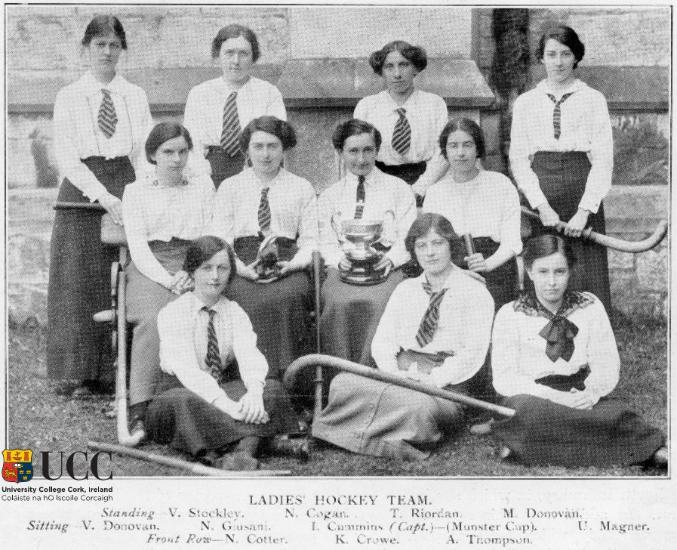 UCC
University College Cork, Ireland
Coláiste na hOllscoile Corcaigh
LADIES' HOCKEY TEAM.
Standing—V. Stockley. N. Cogan. T. Riordan. M. Donovan.
Sitting—V. Donovan. N. Giusani. I. Cummins (Capt.)—(Munster Cup). U. Magner.
Front Row—N. Cotter. K. Crowe. A. Thompson.